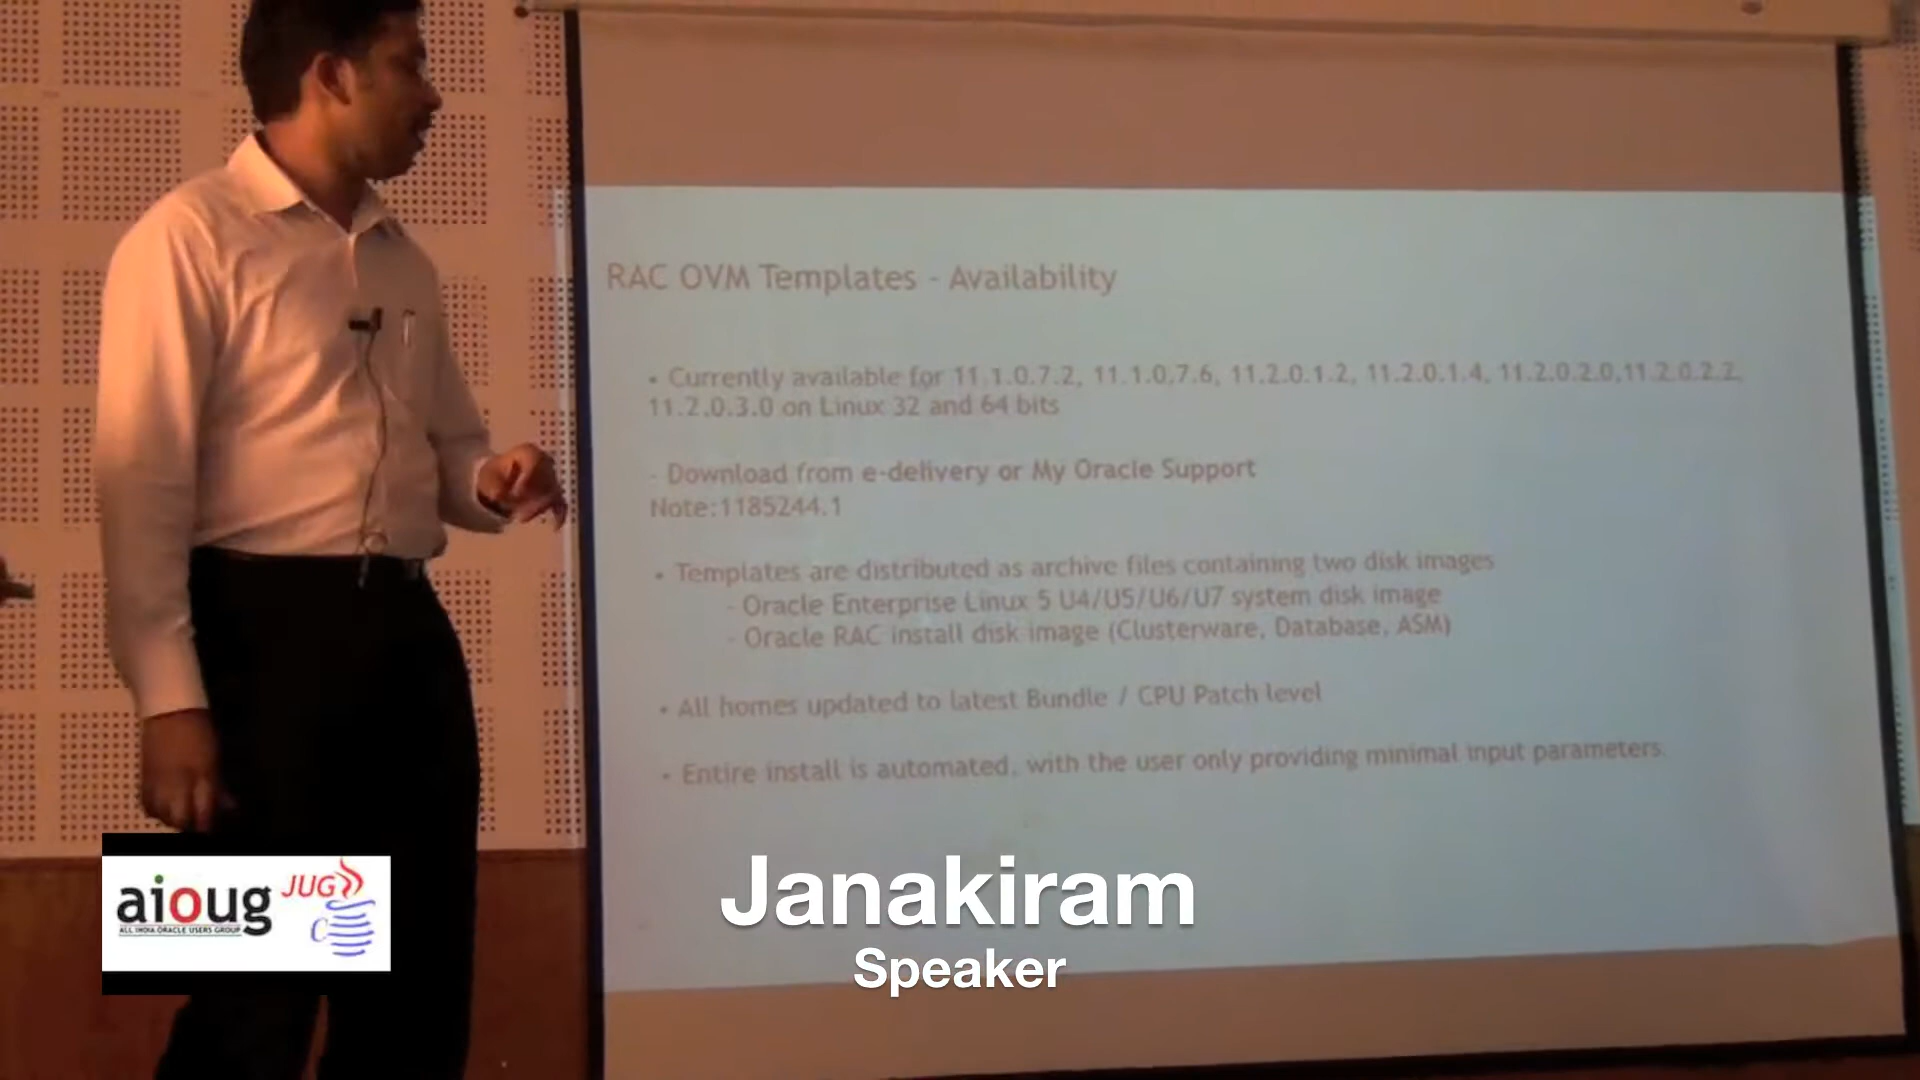 RAC OVM Templates - Availability
• Currently available for 11.1.0.7.2, 11.1.0.7.6, 11.2.0.1.2, 11.2.0.1.4, 11.2.0.2.0,11.2.0.2.2,
11.2.0.3.0 on Linux 32 and 64 bits
- Download from e-delivery or My Oracle Support
Note:1185244.1
• Templates are distributed as archive files containing two disk images
- Oracle Enterprise Linux 5 U4/U5/U6/U7 system disk image
- Oracle RAC install disk image (Clusterware, Database, ASM)
• All homes updated to latest Bundle / CPU Patch level
• Entire install is automated, with the user only providing minimal input parameters.
aioug JUG
ALL INDIA ORACLE USERS GROUP
Janakiram
Speaker